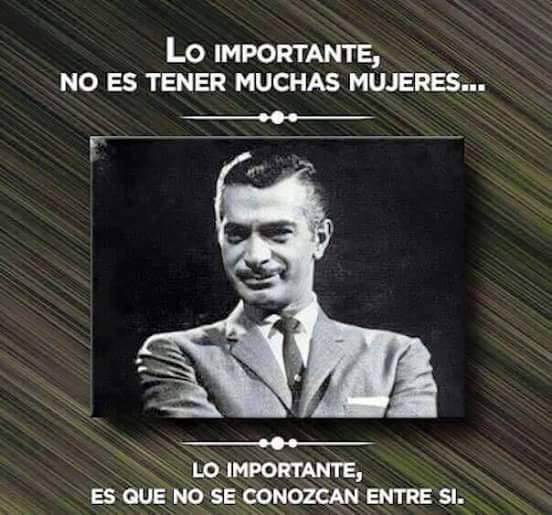 LO IMPORTANTE,
NO ES TENER MUCHAS MUJERES...
LO IMPORTANTE,
ES QUE NO SE CONOZCAN ENTRE SI.